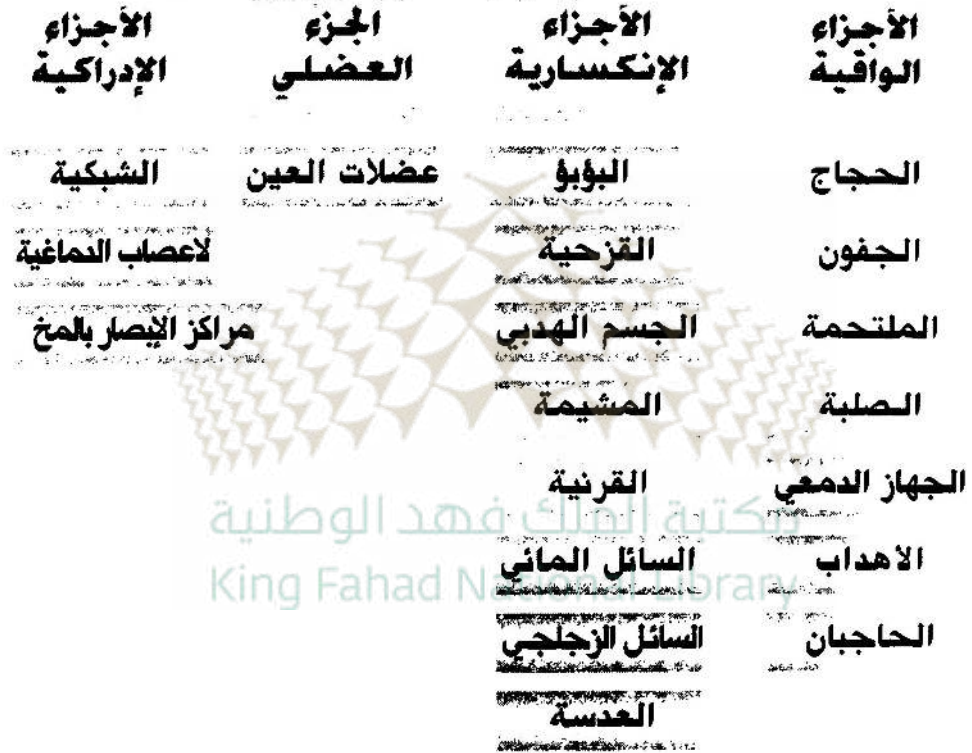 الأجزاء الواقية
الحجاج
الجفون
الملتحمة
الصلبة
الجهاز الدمعي
الأهداب
الحاجبان
الأجزاء الإنكسارية
البؤبؤ
القزحية
الجسم الهدبي
المشيمة
القرنية
السائل المائي
السائل الزجلجي
العدسة
الجزء العضلي
عضلات العين
الأجزاء الإدراكية
الشبكية
لاعصاب الدماغية
مراكز الإبصار بالمخ
مكتبة الملك فهد الوطنية
King Fahad National Library